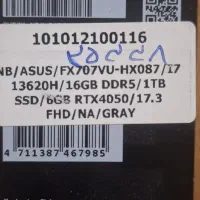 101012100116
NB/ASUS/FX707VU-HX087/I7
13620H/16GB DDR5/1TB
SSD/6GB RTX4050/17.3
FHD/NA/GRAY
4 711387 467985